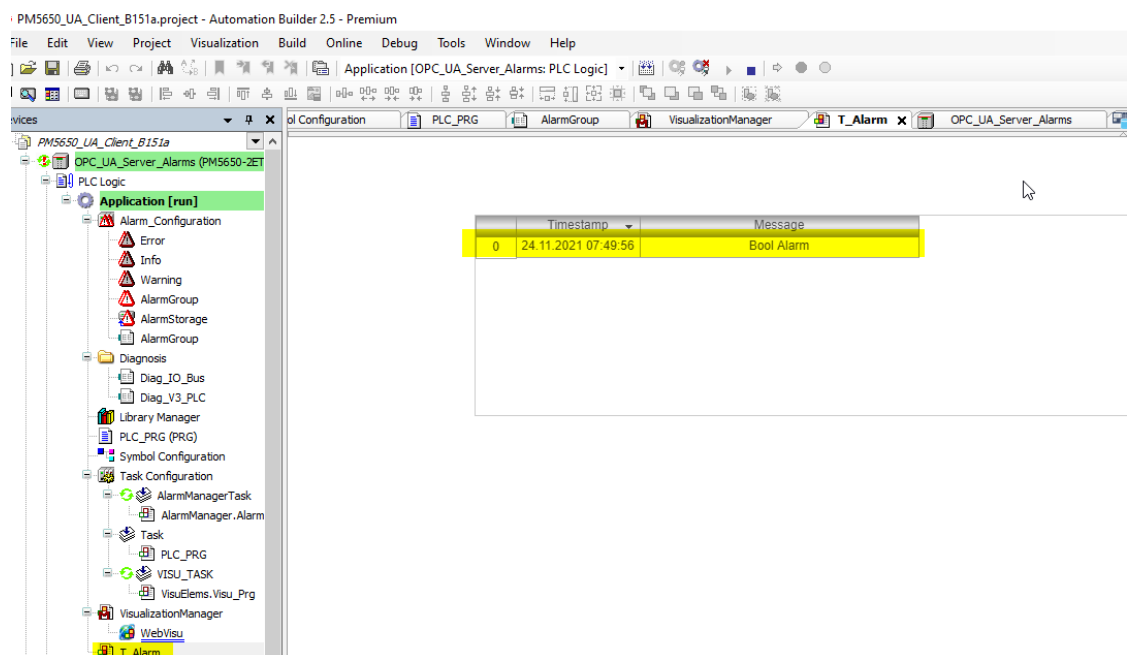 PM5650_UA_Client_B151a.project - Automation Builder 2.5 - Premium
File Edit View Project Visualization Build Online Debug Tools Window Help
Application [OPC_UA_Server_Alarms: PLC Logic]
vices
ol Configuration PLC_PRG AlarmGroup VisualizationManager T_Alarm OPC_UA_Server_Alarms
PM5650_UA_Client_B151a
OPC_UA_Server_Alarms (PM5650-2ET
PLC Logic
Application [run]
Alarm_Configuration
Error
Info
Warning
AlarmGroup
AlarmStorage
AlarmGroup
Diagnosis
Diag_IO_Bus
Diag_V3_PLC
Library Manager
PLC_PRG (PRG)
Symbol Configuration
Task Configuration
AlarmManagerTask
AlarmManager.Alarm
Task
PLC_PRG
VISU_TASK
VisuElems.Visu_Prg
VisualizationManager
WebVisu
T_Alarm
Timestamp Message
0 24.11.2021 07:49:56 Bool Alarm